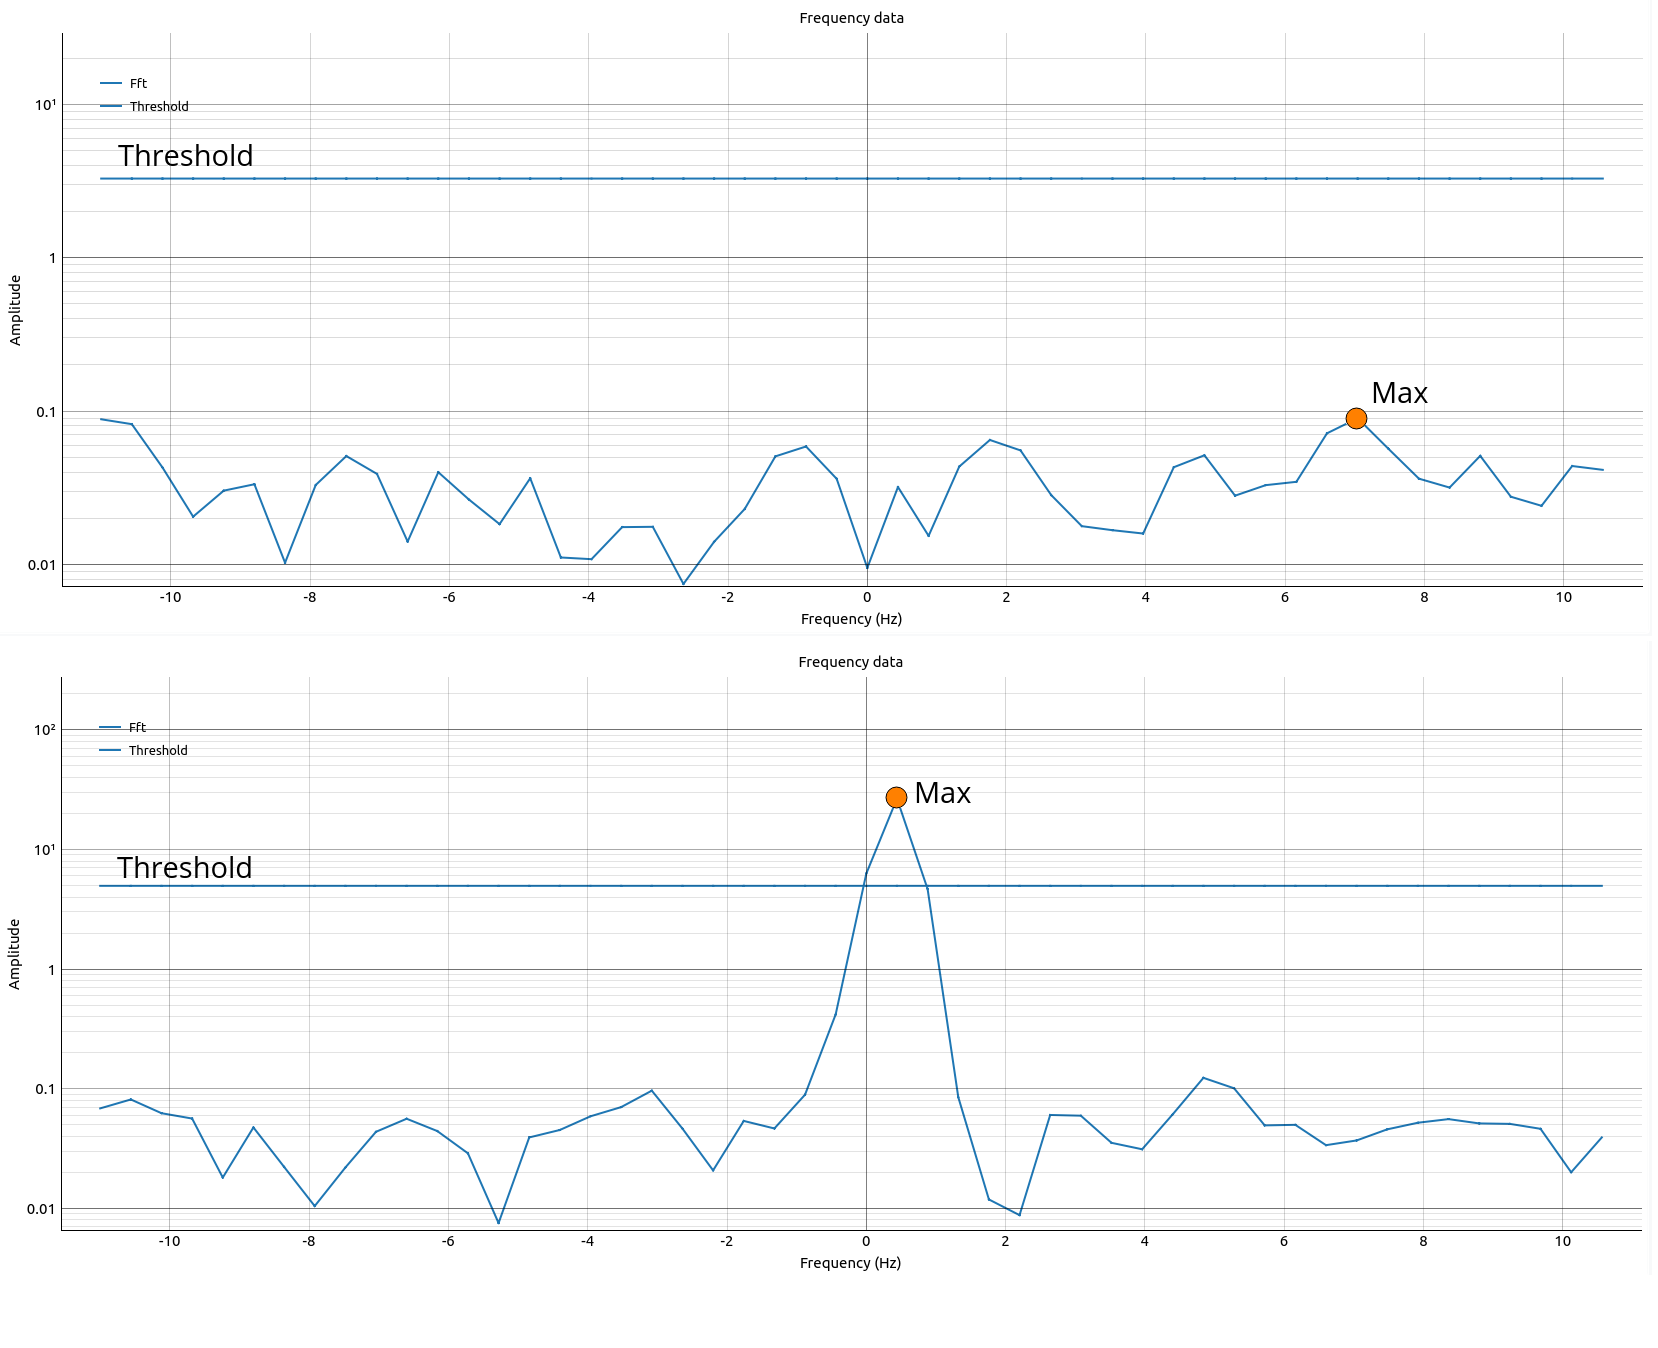 Frequency data
Fft
Threshold
10¹
Threshold
1
Amplitude
Max
0.1
0.01
-10 -8 -6 -4 -2 0 2 4 6 8 10
Frequency (Hz)
Frequency data
10²
Fft
Threshold
Max
10¹
Threshold
Amplitude
1
0.1
0.01
-10 -8 -6 -4 -2 0 2 4 6 8 10
Frequency (Hz)